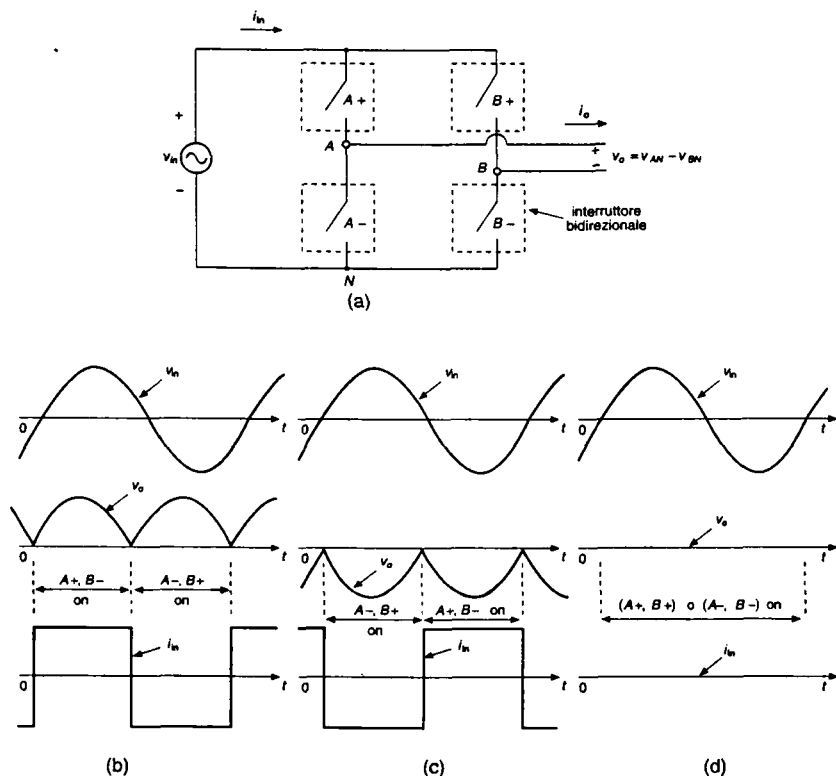 i_in
A +
B +
i_o
+
A
+
v_in
B
−
v_o = v_AN − v_BN
−
A −
B −
interruttore
bidirezionale
N
(a)
v_in
v_in
v_in
0
t
0
t
0
t
v_o
v_o
0
t
0
t
0
t
v_o
A+, B−
on
A−, B+
on
A−, B+
on
A+, B− on
(A+, B+) o (A−, B−) on
i_in
i_in
i_in
0
t
0
t
0
t
(b)
(c)
(d)